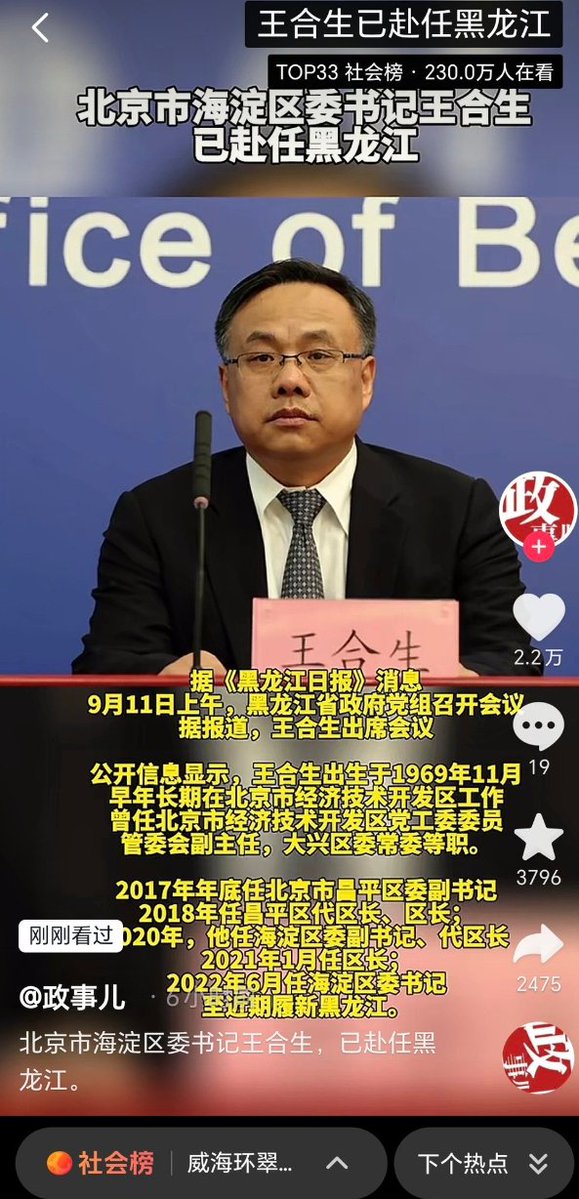 王合生已赴任黑龙江
TOP33 社会榜 · 230.0万人在看
北京市海淀区委书记王合生
已赴任黑龙江
fice of Be
政
王合生
2.2万
据《黑龙江日报》消息
9月11日上午，黑龙江省政府党组召开会议
据报道，王合生出席会议
19
公开信息显示，王合生出生于1969年11月
早年长期在北京市经济技术开发区工作
曾任北京市经济技术开发区党工委委员
管委会副主任，大兴区委常委等职。
3796
2017年年底任北京市昌平区委副书记
2018年任昌平区代区长、区长；
刚刚看过
020年，他任海淀区委副书记、代区长
2021年1月任区长；
2475
2022年6月任海淀区委书记
@政事儿 · 6小
至近期履新黑龙江。
北京市海淀区委书记王合生，已赴任黑
龙江。
社会榜
威海环翠...
下个热点